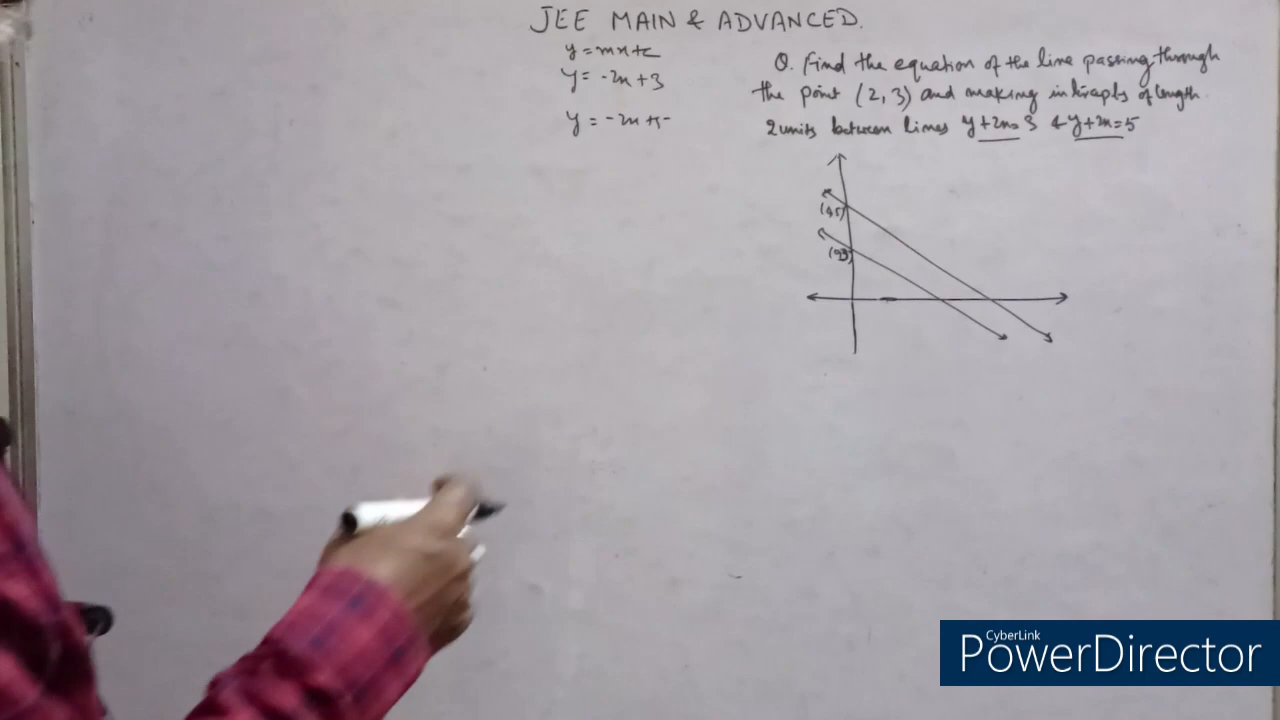 JEE MAIN & ADVANCED.
y = mx + c
y = -2x + 3
y = -2x + 5
Q. Find the equation of the line passing through
the point (2, 3) and making intercepts of length
2 units between lines y + 2x = 3 & y + 2x = 5
(0,5)
(0,3)
CyberLink
PowerDirector